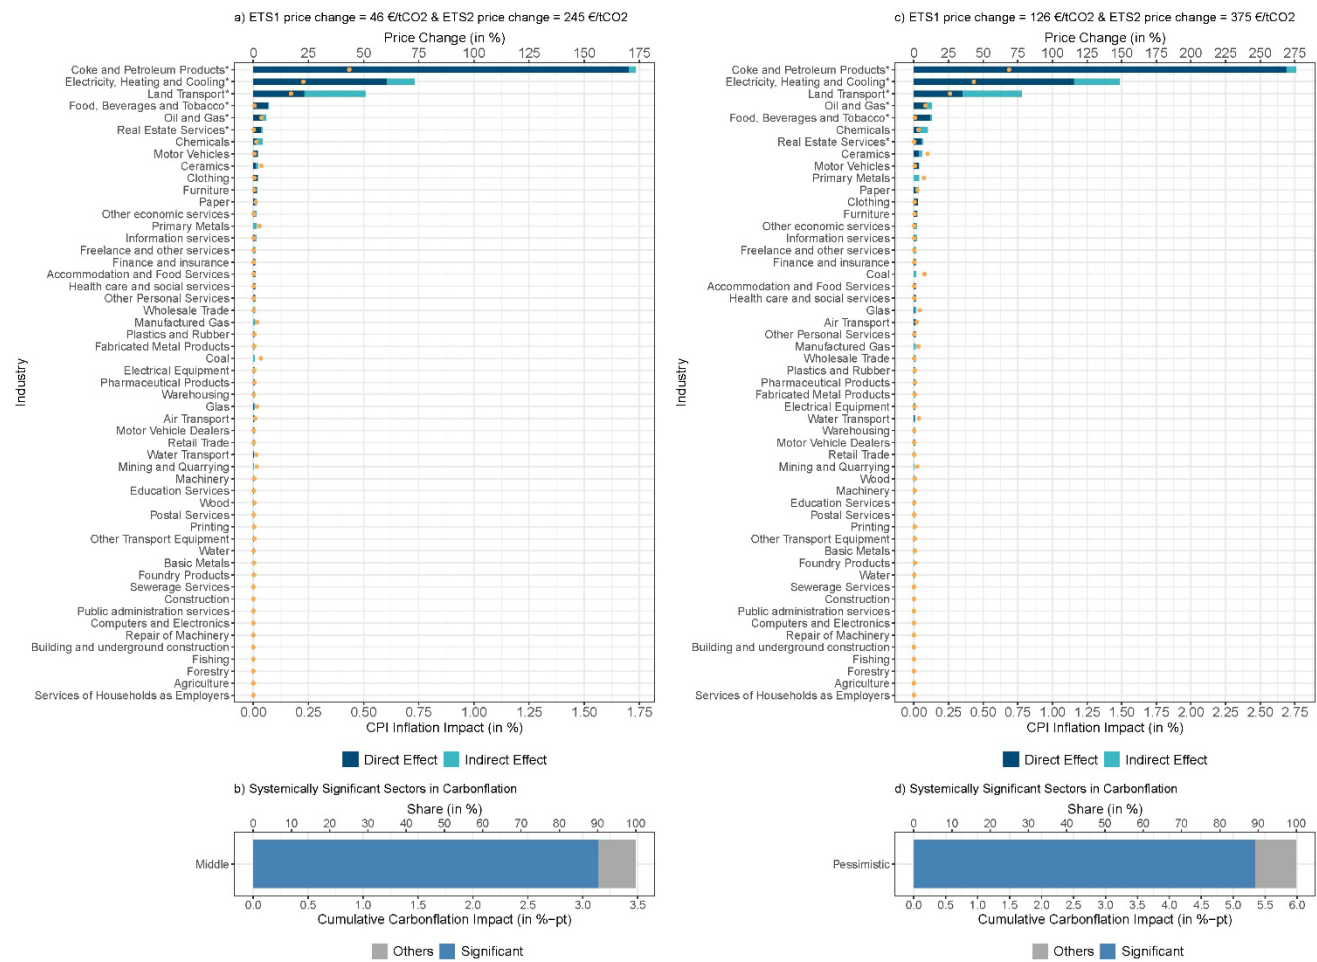 a) ETS1 price change = 46 €/tCO2 & ETS2 price change = 245 €/tCO2
Price Change (in %)
0 25 50 75 100 125 150 175
Industry
Coke and Petroleum Products*
Electricity, Heating and Cooling*
Land Transport*
Food, Beverages and Tobacco*
Oil and Gas*
Real Estate Services*
Chemicals
Motor Vehicles
Ceramics
Clothing
Furniture
Paper
Other economic services
Primary Metals
Information services
Freelance and other services
Finance and insurance
Accommodation and Food Services
Health care and social services
Other Personal Services
Wholesale Trade
Manufactured Gas
Plastics and Rubber
Fabricated Metal Products
Coal
Electrical Equipment
Pharmaceutical Products
Warehousing
Glas
Air Transport
Motor Vehicle Dealers
Retail Trade
Water Transport
Mining and Quarrying
Machinery
Education Services
Wood
Postal Services
Printing
Other Transport Equipment
Water
Basic Metals
Foundry Products
Sewerage Services
Construction
Public administration services
Computers and Electronics
Repair of Machinery
Building and underground construction
Fishing
Forestry
Agriculture
Services of Households as Employers
0.00 0.25 0.50 0.75 1.00 1.25 1.50 1.75
CPI Inflation Impact (in %)
Direct Effect Indirect Effect
b) Systemically Significant Sectors in Carbonflation
Share (in %)
0 10 20 30 40 50 60 70 80 90 100
Middle
0.0 0.5 1.0 1.5 2.0 2.5 3.0 3.5
Cumulative Carbonflation Impact (in %−pt)
Others Significant
c) ETS1 price change = 126 €/tCO2 & ETS2 price change = 375 €/tCO2
Price Change (in %)
0 25 50 75 100 125 150 175 200 225 250 275
Industry
Coke and Petroleum Products*
Electricity, Heating and Cooling*
Land Transport*
Oil and Gas*
Food, Beverages and Tobacco*
Chemicals
Real Estate Services*
Ceramics
Motor Vehicles
Primary Metals
Paper
Clothing
Furniture
Other economic services
Information services
Freelance and other services
Finance and insurance
Coal
Accommodation and Food Services
Health care and social services
Glas
Air Transport
Other Personal Services
Manufactured Gas
Wholesale Trade
Plastics and Rubber
Pharmaceutical Products
Fabricated Metal Products
Electrical Equipment
Water Transport
Warehousing
Motor Vehicle Dealers
Retail Trade
Mining and Quarrying
Wood
Machinery
Education Services
Postal Services
Printing
Other Transport Equipment
Basic Metals
Foundry Products
Water
Sewerage Services
Construction
Public administration services
Computers and Electronics
Repair of Machinery
Building and underground construction
Fishing
Forestry
Agriculture
Services of Households as Employers
0.00 0.25 0.50 0.75 1.00 1.25 1.50 1.75 2.00 2.25 2.50 2.75
CPI Inflation Impact (in %)
Direct Effect Indirect Effect
d) Systemically Significant Sectors in Carbonflation
Share (in %)
0 10 20 30 40 50 60 70 80 90 100
Pessimistic
0.0 0.5 1.0 1.5 2.0 2.5 3.0 3.5 4.0 4.5 5.0 5.5 6.0
Cumulative Carbonflation Impact (in %−pt)
Others Significant